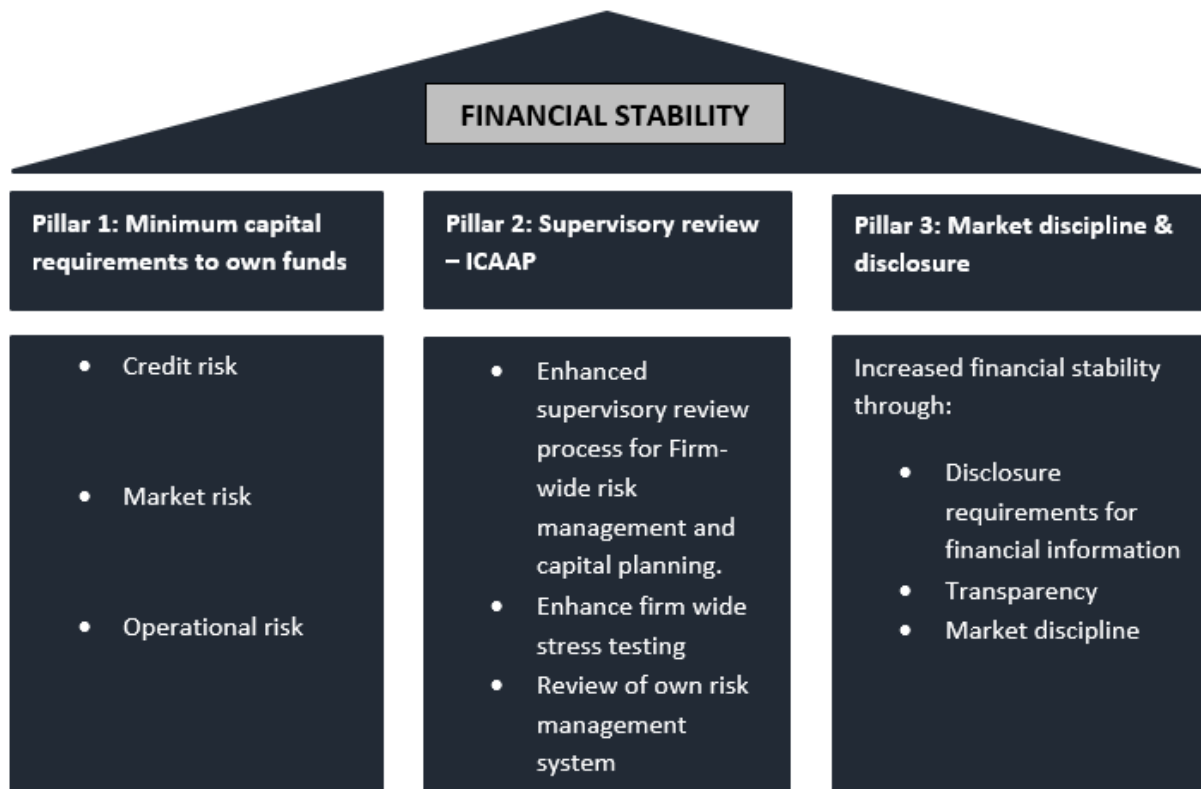 FINANCIAL STABILITY
Pillar 1: Minimum capital
requirements to own funds
• Credit risk
• Market risk
• Operational risk
Pillar 2: Supervisory review
– ICAAP
• Enhanced
supervisory review
process for Firm-
wide risk
management and
capital planning.
• Enhance firm wide
stress testing
• Review of own risk
management
system
Pillar 3: Market discipline &
disclosure
Increased financial stability
through:
• Disclosure
requirements for
financial information
• Transparency
• Market discipline